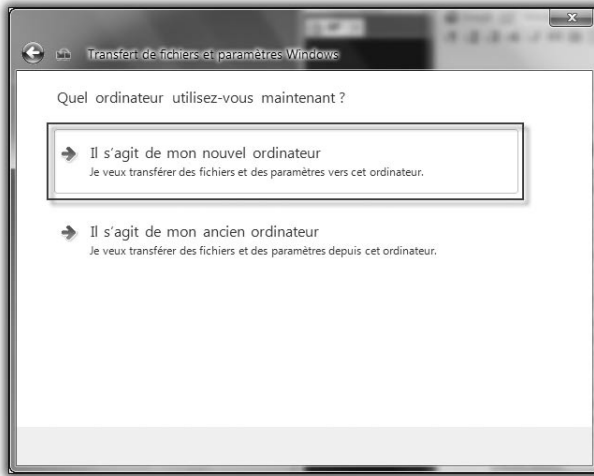 Transfert de fichiers et paramètres Windows
Quel ordinateur utilisez-vous maintenant ?
Il s'agit de mon nouvel ordinateur
Je veux transférer des fichiers et des paramètres vers cet ordinateur.
Il s'agit de mon ancien ordinateur
Je veux transférer des fichiers et des paramètres depuis cet ordinateur.